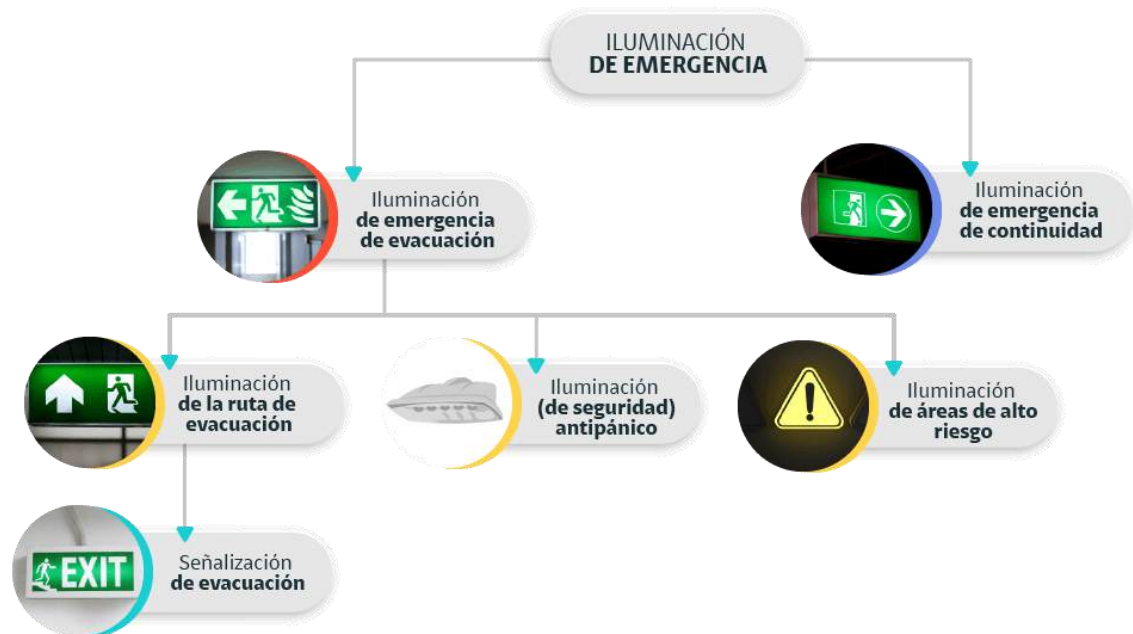 ILUMINACIÓN
DE EMERGENCIA
Iluminación
de emergencia
de evacuación
Iluminación
de emergencia
de continuidad
Iluminación
de la ruta de
evacuación
Iluminación
(de seguridad)
antipánico
Iluminación
de áreas de alto
riesgo
EXIT
Señalización
de evacuación